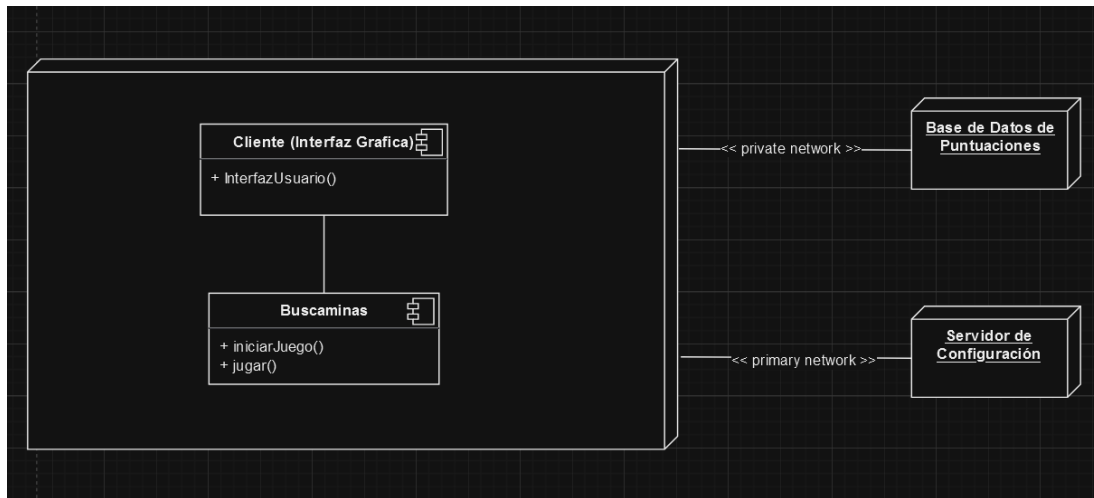 Cliente (Interfaz Grafica)
+ InterfazUsuario()
Buscaminas
+ iniciarJuego()
+ jugar()
<< private network >>
Base de Datos de
Puntuaciones
<< primary network >>
Servidor de
Configuración